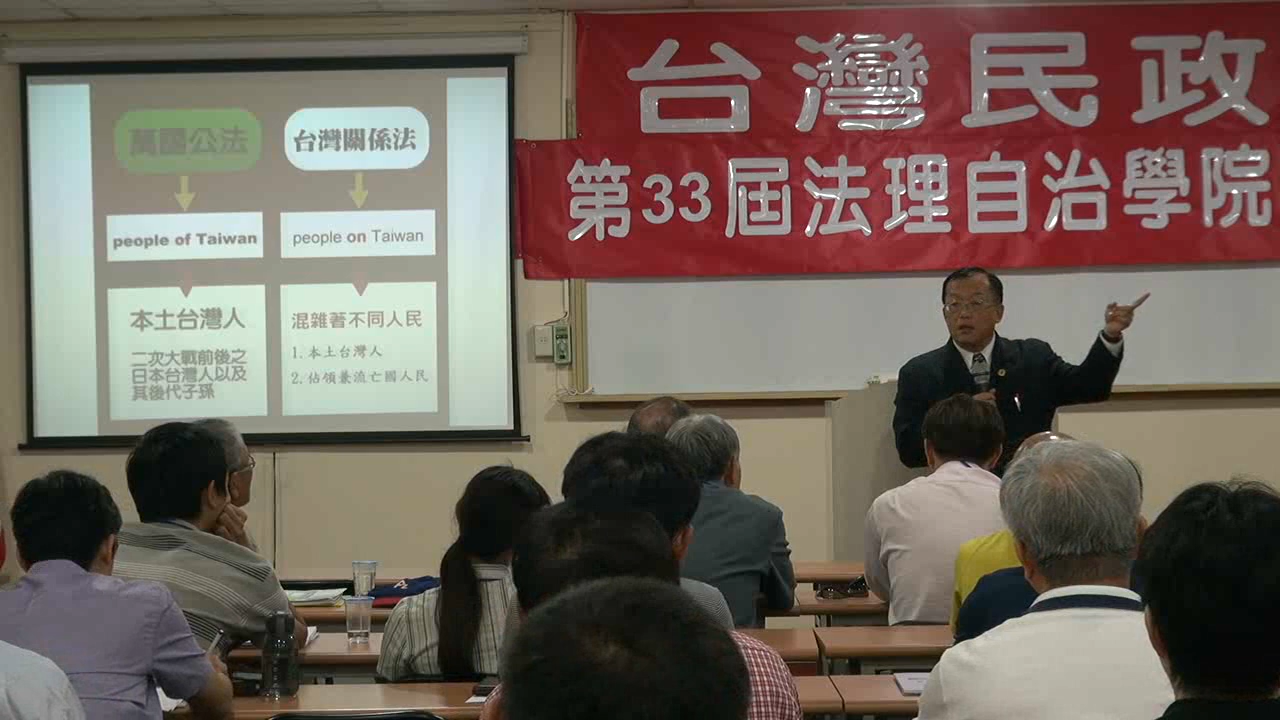 台灣民政
第33屆法理自治學院
萬國公法
台灣關係法
people of Taiwan
people on Taiwan
本土台灣人
二次大戰前後之
日本台灣人以及
其後代子孫
混雜著不同人民
1. 本土台灣人
2. 佔領兼流亡國人民